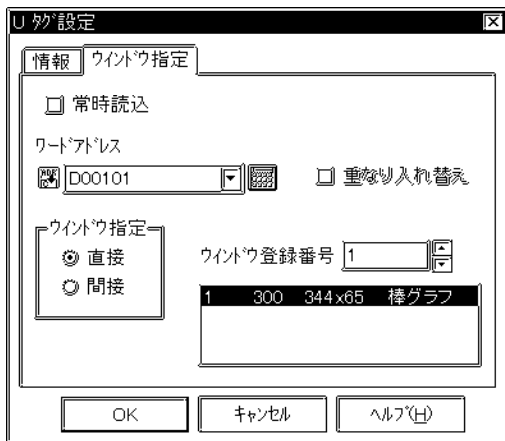 U ﾀｸﾞ設定
情報 ｳｲﾝﾄﾞｳ指定
常時読込
ﾜｰﾄﾞｱﾄﾞﾚｽ
D00101
重なり入れ替え
ｳｲﾝﾄﾞｳ指定
直接
間接
ｳｲﾝﾄﾞｳ登録番号 1
1 300 344x65 棒グラフ
OK ｷｬﾝｾﾙ ﾍﾙﾌﾟ(H)